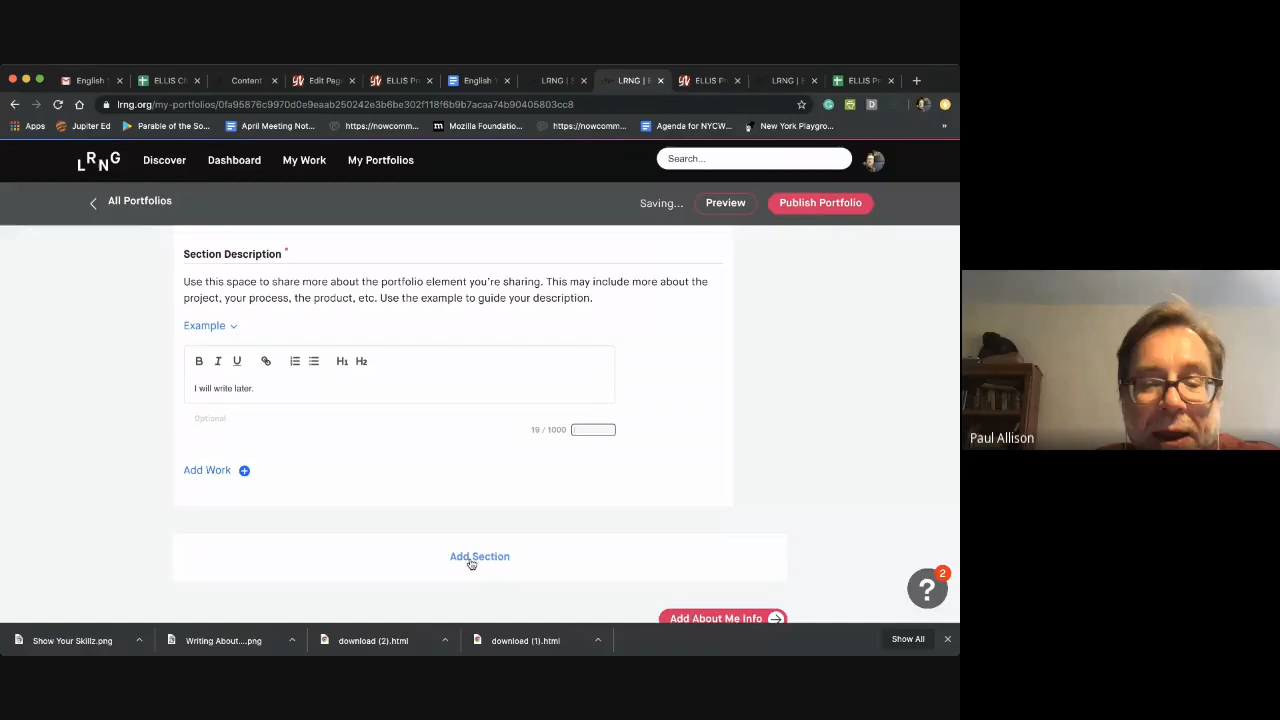 English
ELLIS Ch
Content
Edit Page
ELLIS Po
English
LRNG | S
LRNG | F
ELLIS Po
LRNG | F
ELLIS Pr
lrng.org/my-portfolios/0fa95876c9970d0e9eaab250242e3b6be302f118f6b9b7acaa74b90405803cc8
Apps
Jupiter Ed
Parable of the So...
April Meeting Not...
https://nowcomm...
Mozilla Foundatio...
https://nowcomm...
Agenda for NYCW...
New York Playgro...
LRNG
Discover
Dashboard
My Work
My Portfolios
Search...
All Portfolios
Saving...
Preview
Publish Portfolio
Section Description *
Use this space to share more about the portfolio element you're sharing. This may include more about the
project, your process, the product, etc. Use the example to guide your description.
Example
B I U H1 H2
I will write later.
Optional
19 / 1000
Add Work
Add Section
2
?
Add About Me Info
Show Your Skillz.png
Writing About....png
download (2).html
download (1).html
Show All
Paul Allison